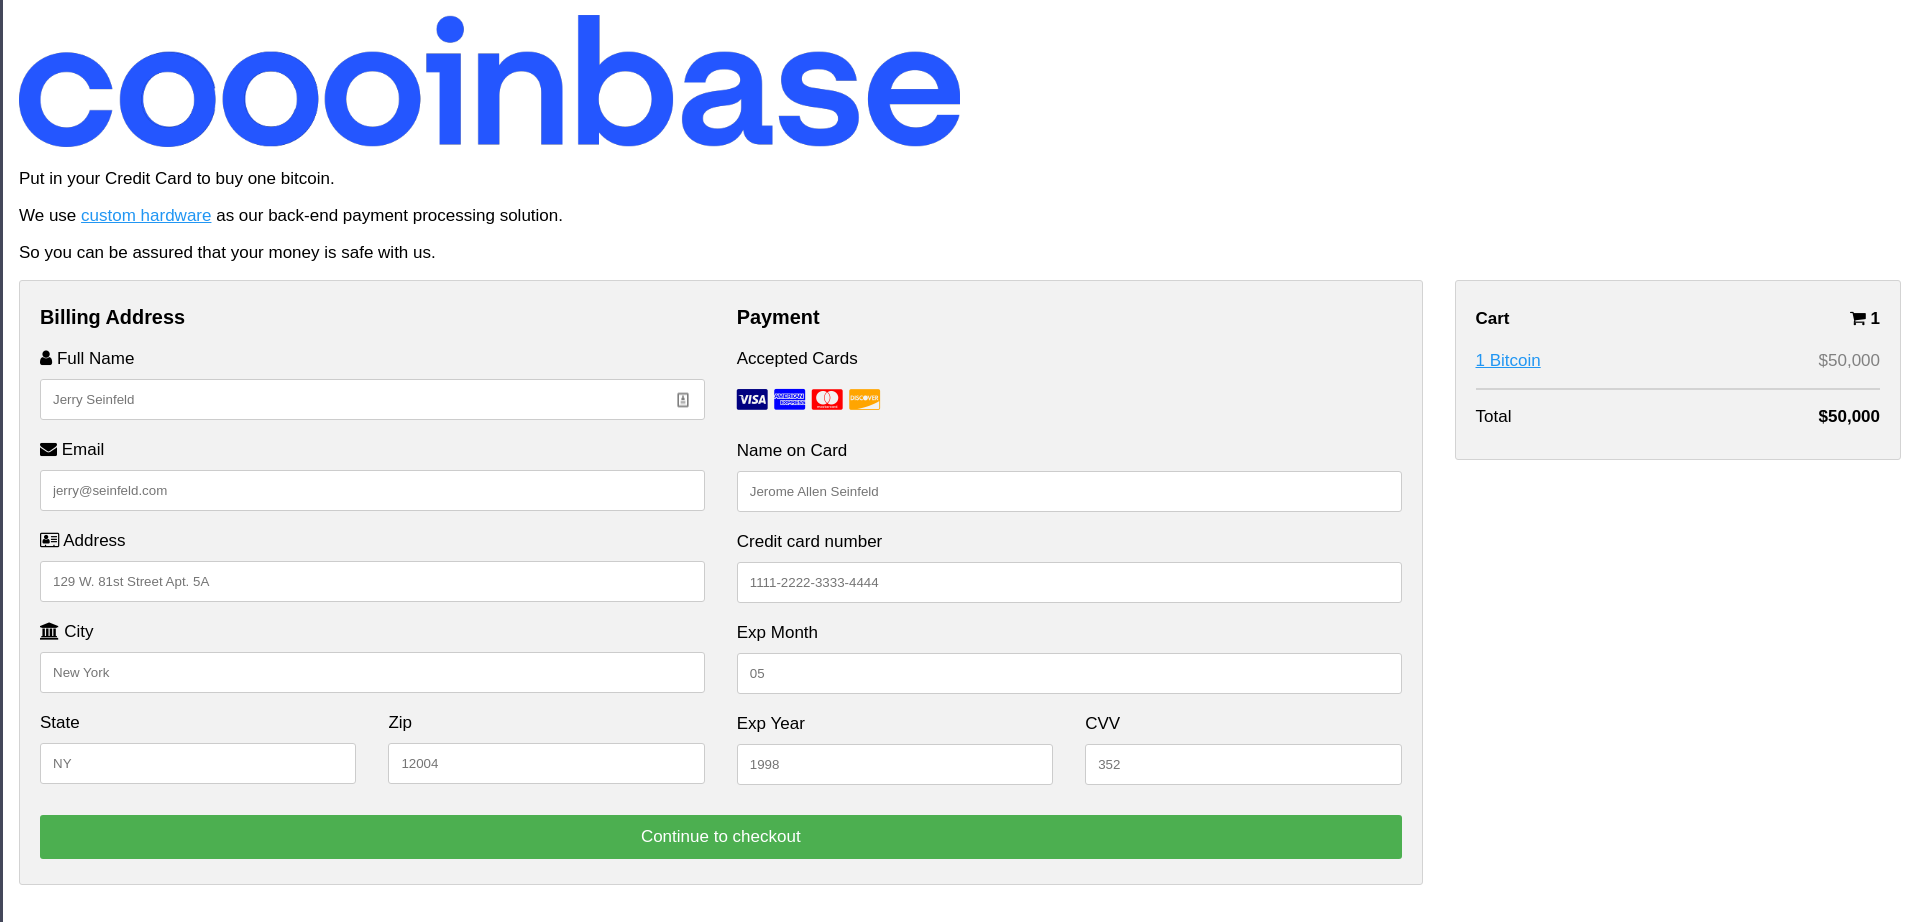 coooinbase
Put in your Credit Card to buy one bitcoin.
We use custom hardware as our back-end payment processing solution.
So you can be assured that your money is safe with us.
Billing Address
Full Name
Jerry Seinfeld
Email
jerry@seinfeld.com
Address
129 W. 81st Street Apt. 5A
City
New York
State Zip
NY 12004
Payment
Accepted Cards
VISA AMERICAN EXPRESS mastercard DISCOVER
Name on Card
Jerome Allen Seinfeld
Credit card number
1111-2222-3333-4444
Exp Month
05
Exp Year CVV
1998 352
Continue to checkout
Cart 1
1 Bitcoin $50,000
Total $50,000